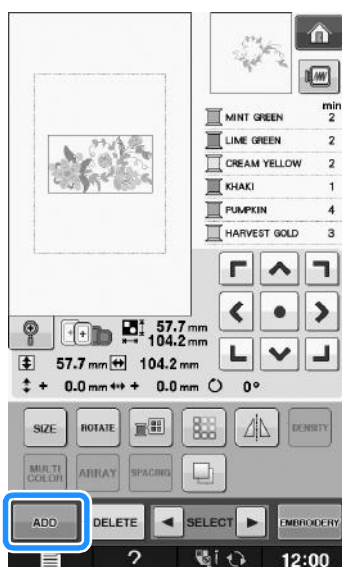 min
MINT GREEN 2
LIME GREEN 2
CREAM YELLOW 2
KHAKI 1
PUMPKIN 4
HARVEST GOLD 3
57.7 mm
104.2 mm
57.7 mm 104.2 mm
+ 0.0 mm + 0.0 mm 0°
SIZE ROTATE DENSITY
MULTI COLOR ARRAY SPACING
ADD DELETE SELECT EMBROIDERY
? 12:00